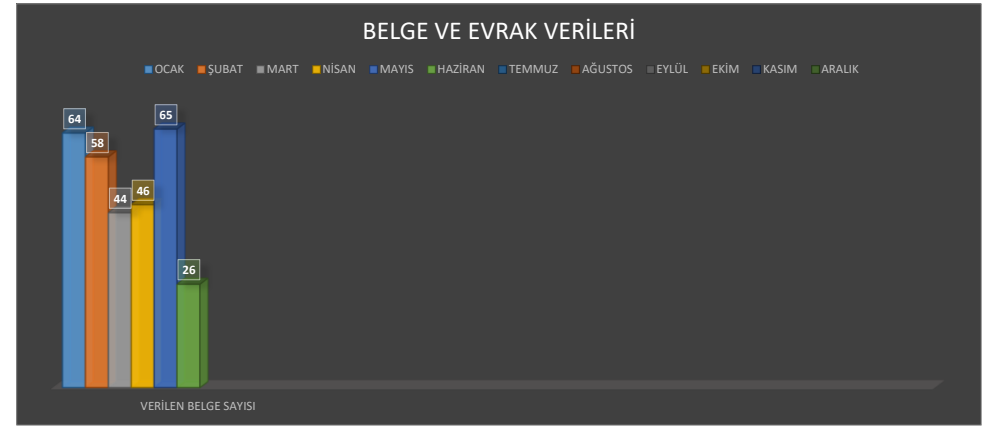 BELGE VE EVRAK VERİLERİ
OCAK ŞUBAT MART NİSAN MAYIS HAZİRAN TEMMUZ AĞUSTOS EYLÜL EKİM KASIM ARALIK
64 58 44 46 65 26
VERİLEN BELGE SAYISI